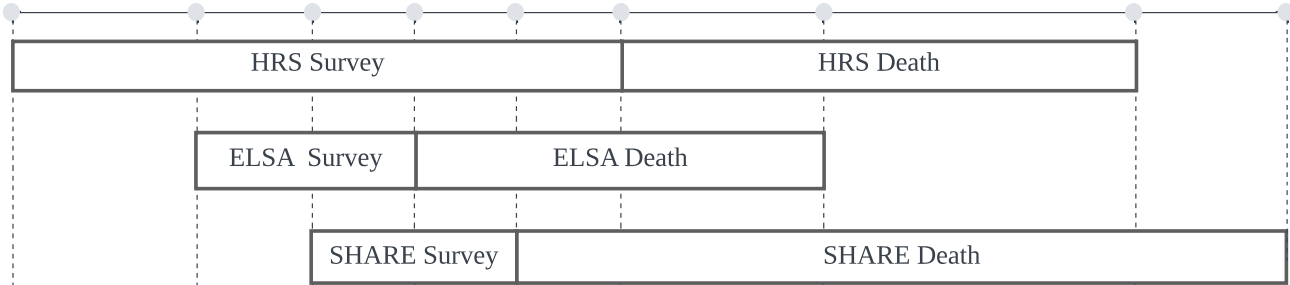 HRS Survey
HRS Death
ELSA Survey
ELSA Death
SHARE Survey
SHARE Death